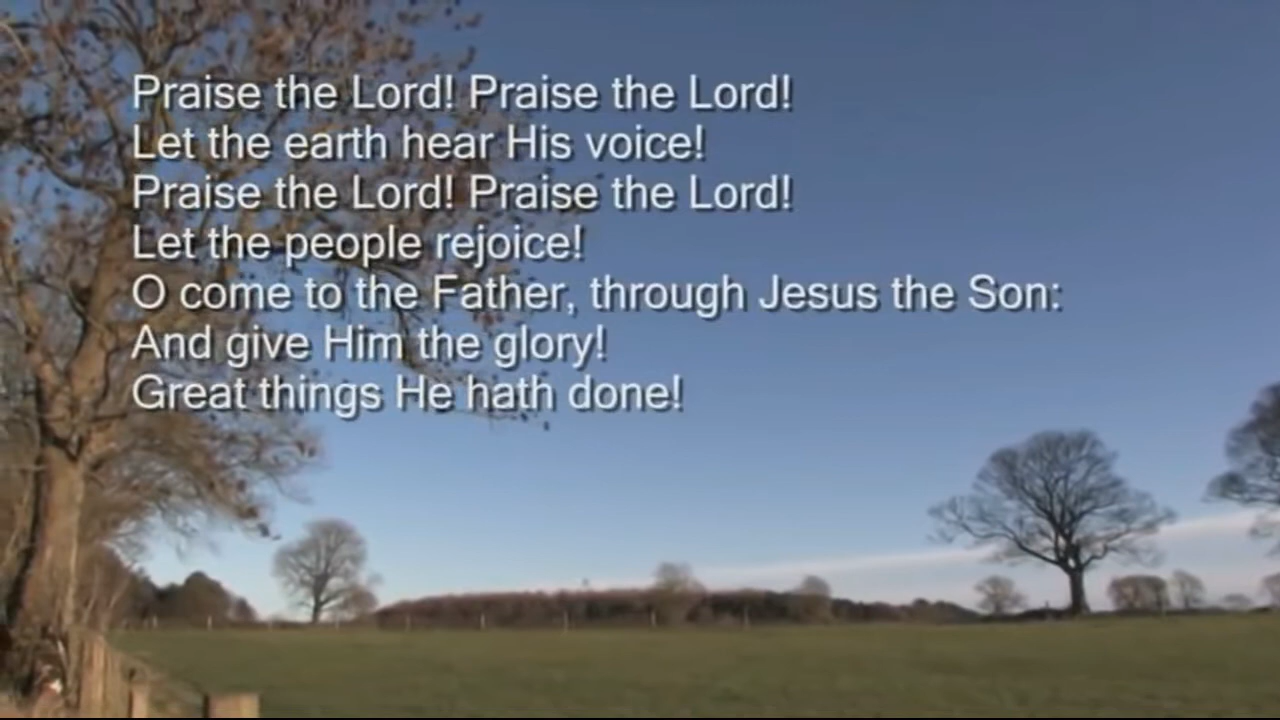 Praise the Lord! Praise the Lord!
Let the earth hear His voice!
Praise the Lord! Praise the Lord!
Let the people rejoice!
O come to the Father, through Jesus the Son:
And give Him the glory!
Great things He hath done!